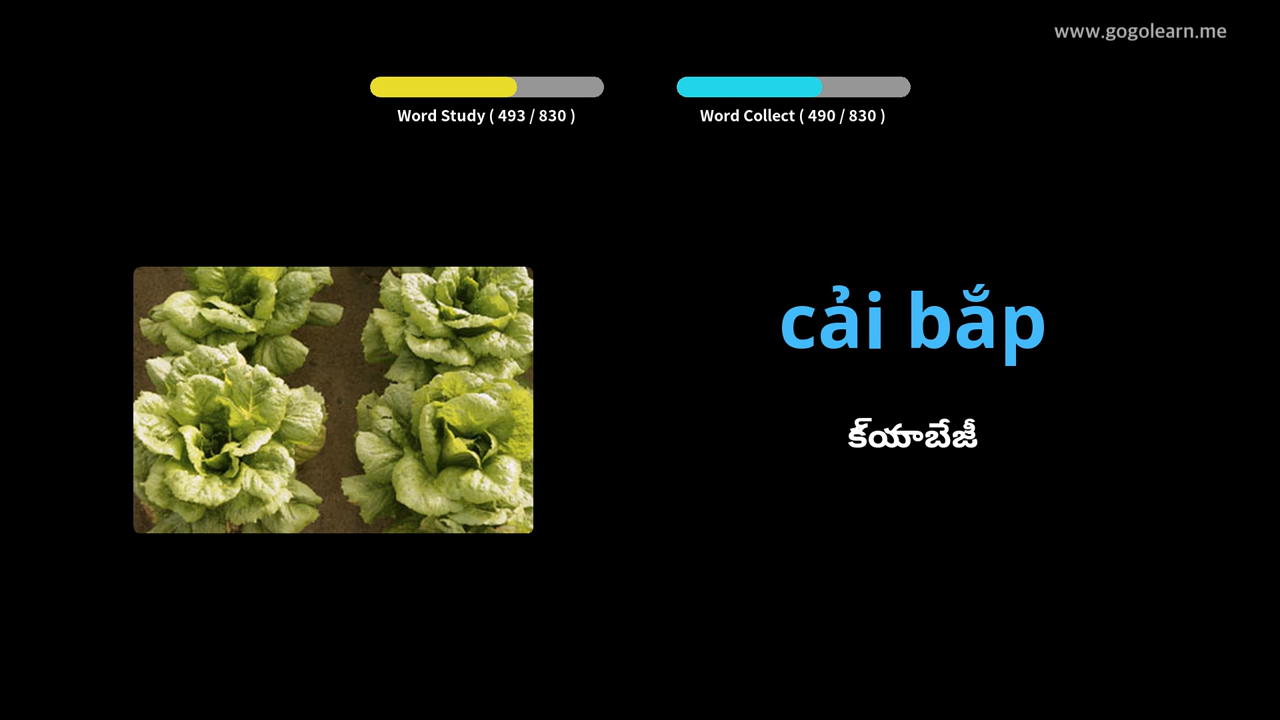 www.gogolearn.me
Word Study ( 493 / 830 )
Word Collect ( 490 / 830 )
cải bắp
క్‌యాబేజీ